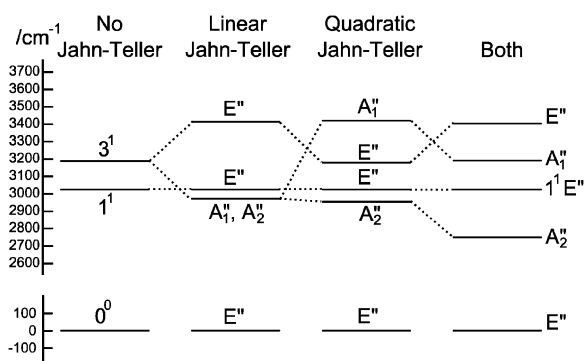 No Linear Quadratic
/cm⁻¹ Jahn-Teller Jahn-Teller Jahn-Teller Both
3700
3600
3500
3400
3300
3200
3100
3000
2900
2800
2700
2600
100
0
-100
3¹
1¹
0⁰
E"
E"
A₁", A₂"
E"
A₁"
E"
E"
A₂"
E"
E"
A₁"
1¹ E"
A₂"
E"